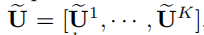 Ũ = [Ũ¹, ⋯ , Ũᴷ]